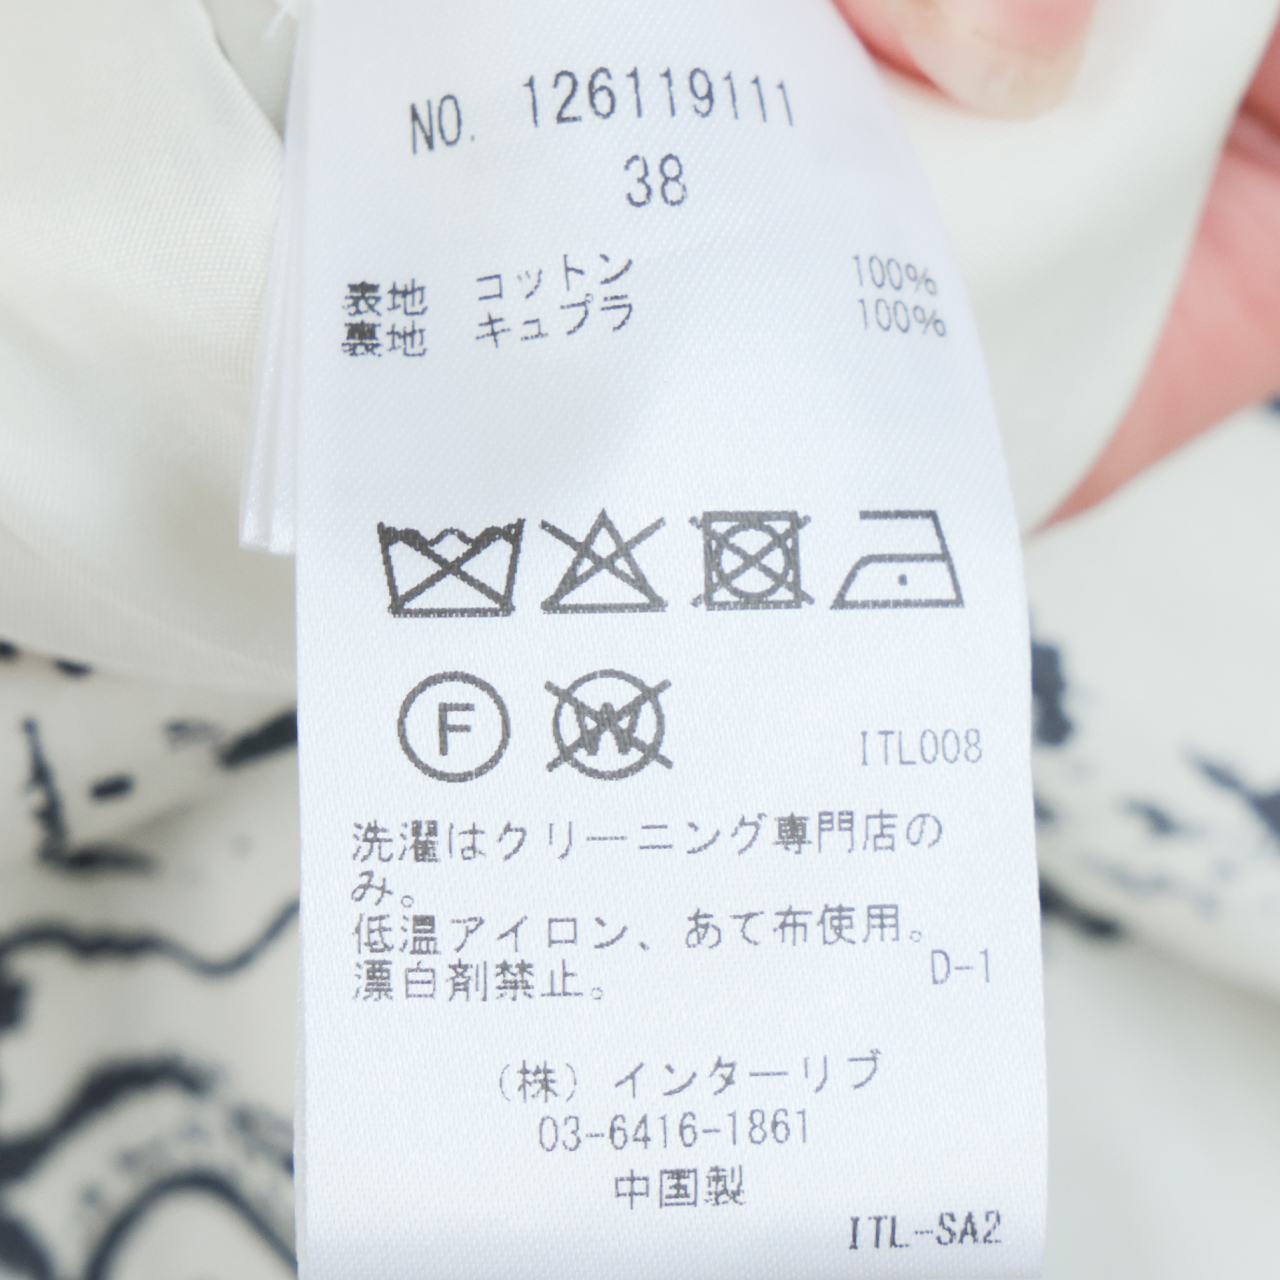 NO. 126119111
38
表地 コットン 100%
裏地 キュプラ 100%
F W
ITL008
洗濯はクリーニング専門店の
み。
低温アイロン、あて布使用。
漂白剤禁止。
D-1
(株) インターリブ
03-6416-1861
中国製
ITL-SA2